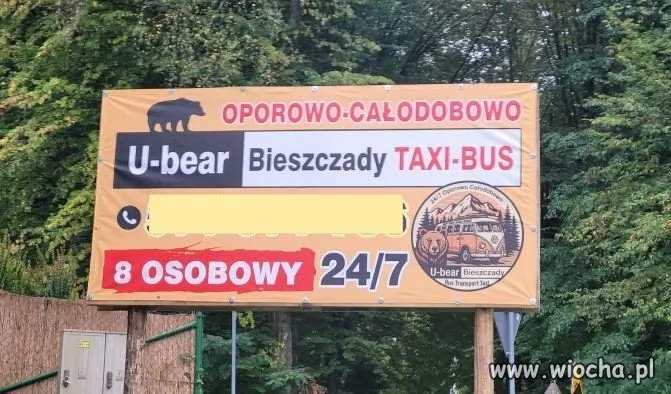 OPOROWO-CAŁODOBOWO
U-bear Bieszczady TAXI-BUS
8 OSOBOWY 24/7
24/7 Oporowo Całodobowo
U-bear Bieszczady
Bus Transport Taxi
www.wiocha.pl